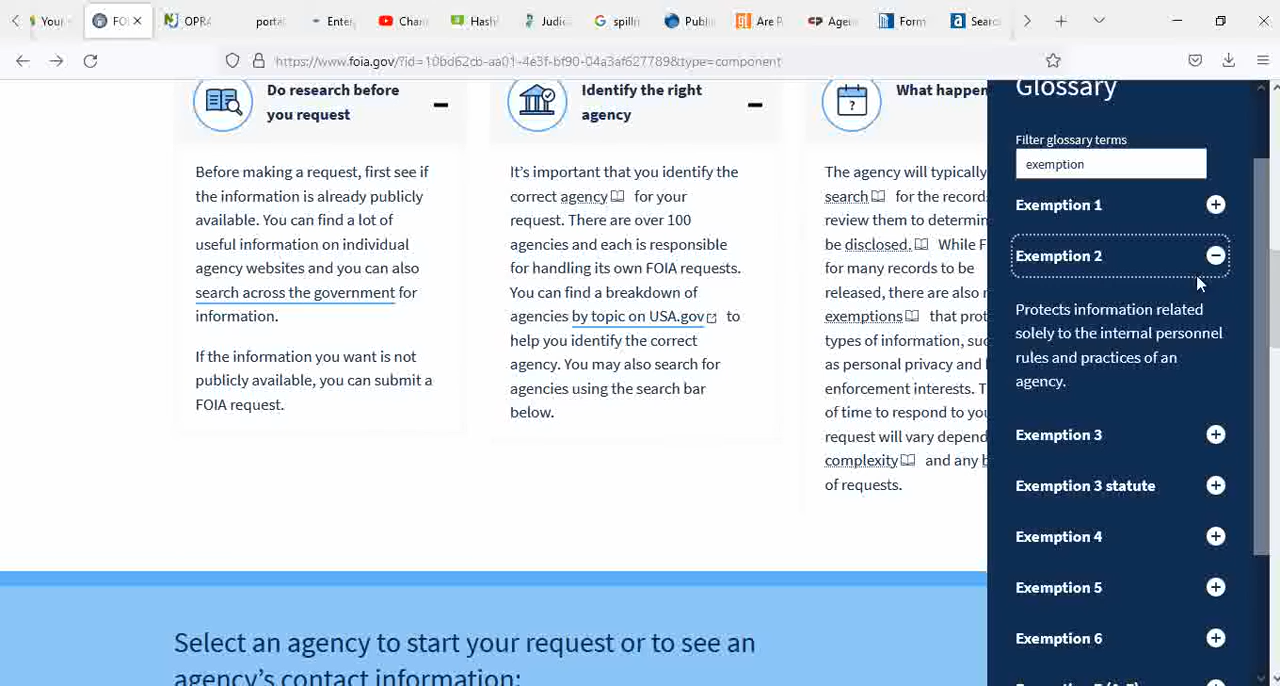 Your
FOI
OPRA
portal
Enter
Chan
Hash
Judic
spillm
Publi
Are P
Agen
Form
Searc
https://www.foia.gov/?id=10bd62cb-aa01-4e3f-bf90-04a3af627789&type=component
Do research before
you request
Before making a request, first see if
the information is already publicly
available. You can find a lot of
useful information on individual
agency websites and you can also
search across the government for
information.
If the information you want is not
publicly available, you can submit a
FOIA request.
Identify the right
agency
It’s important that you identify the
correct agency for your
request. There are over 100
agencies and each is responsible
for handling its own FOIA requests.
You can find a breakdown of
agencies by topic on USA.gov to
help you identify the correct
agency. You may also search for
agencies using the search bar
below.
What happen
The agency will typically
search for the record
review them to determin
be disclosed. While F
for many records to be
released, there are also
exemptions that prot
types of information, suc
as personal privacy and
enforcement interests. T
of time to respond to you
request will vary depend
complexity and any b
of requests.
Select an agency to start your request or to see an
agency’s contact information:
Glossary
Filter glossary terms
exemption
Exemption 1
Exemption 2
Protects information related
solely to the internal personnel
rules and practices of an
agency.
Exemption 3
Exemption 3 statute
Exemption 4
Exemption 5
Exemption 6